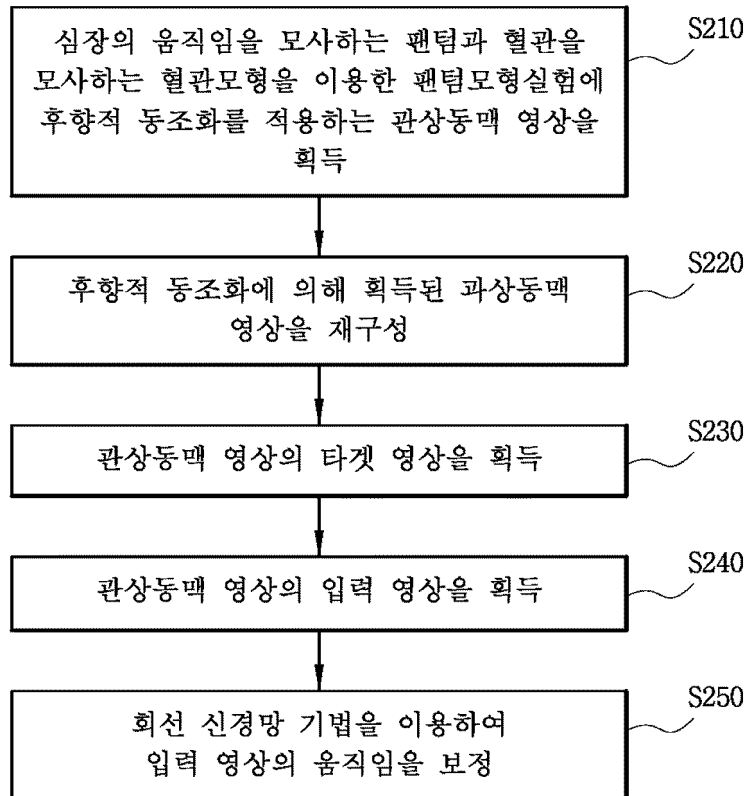 심장의 움직임을 모사하는 팬텀과 혈관을
모사하는 혈관모형을 이용한 팬텀모형실험에
후향적 동조화를 적용하는 관상동맥 영상을
획득
S210
후향적 동조화에 의해 획득된 과상동맥
영상을 재구성
S220
관상동맥 영상의 타겟 영상을 획득
S230
관상동맥 영상의 입력 영상을 획득
S240
회선 신경망 기법을 이용하여
입력 영상의 움직임을 보정
S250